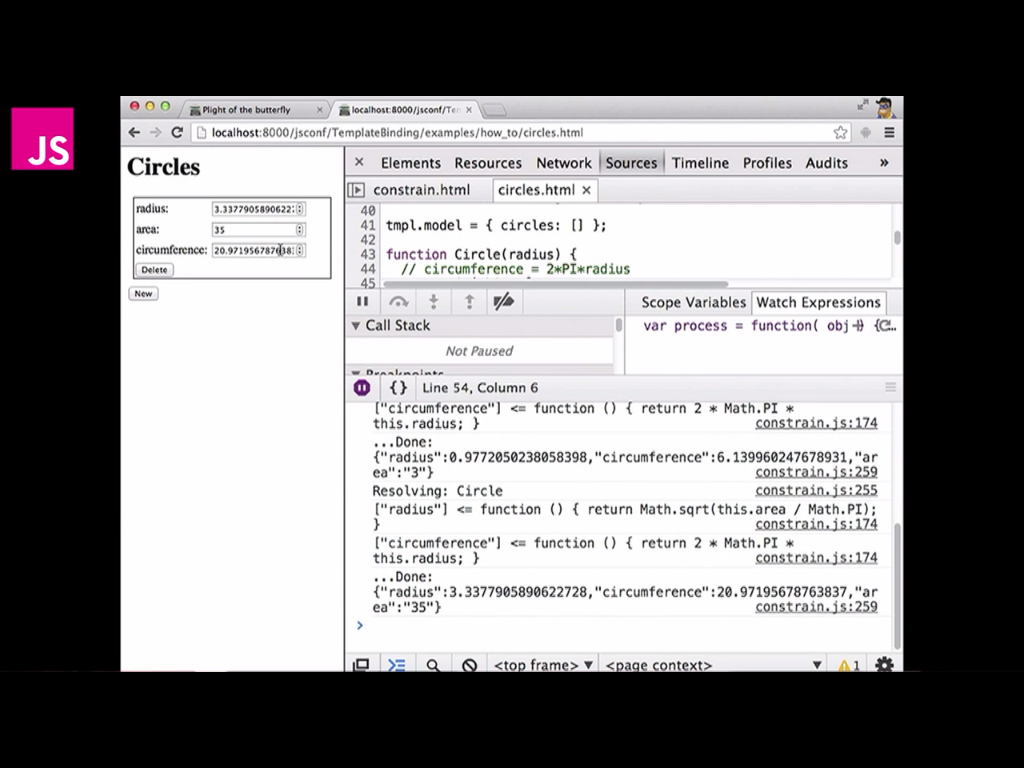 JS
Plight of the butterfly
localhost:8000/jsconf/Tem
localhost:8000/jsconf/TemplateBinding/examples/how_to/circles.html
Circles
radius: 3.3377905890622
area: 35
circumference: 20.97195678763
Delete
New
Elements Resources Network Sources Timeline Profiles Audits »
constrain.html circles.html ×
40
41 tmpl.model = { circles: [] };
42
43 function Circle(radius) {
44 // circumference = 2*PI*radius
45
Scope Variables Watch Expressions
Call Stack
Not Paused
Breakpoints
var process = function( obj
{} Line 54, Column 6
["circumference"] <= function () { return 2 * Math.PI *
this.radius; } constrain.js:174
...Done:
{"radius":0.9772050238058398,"circumference":6.139960247678931,"ar
ea":"3"} constrain.js:259
Resolving: Circle constrain.js:255
["radius"] <= function () { return Math.sqrt(this.area / Math.PI);
} constrain.js:174
["circumference"] <= function () { return 2 * Math.PI *
this.radius; } constrain.js:174
...Done:
{"radius":3.3377905890622728,"circumference":20.97195678763837,"ar
ea":"35"} constrain.js:259
>
<top frame> ▼ <page context> ▼ 1